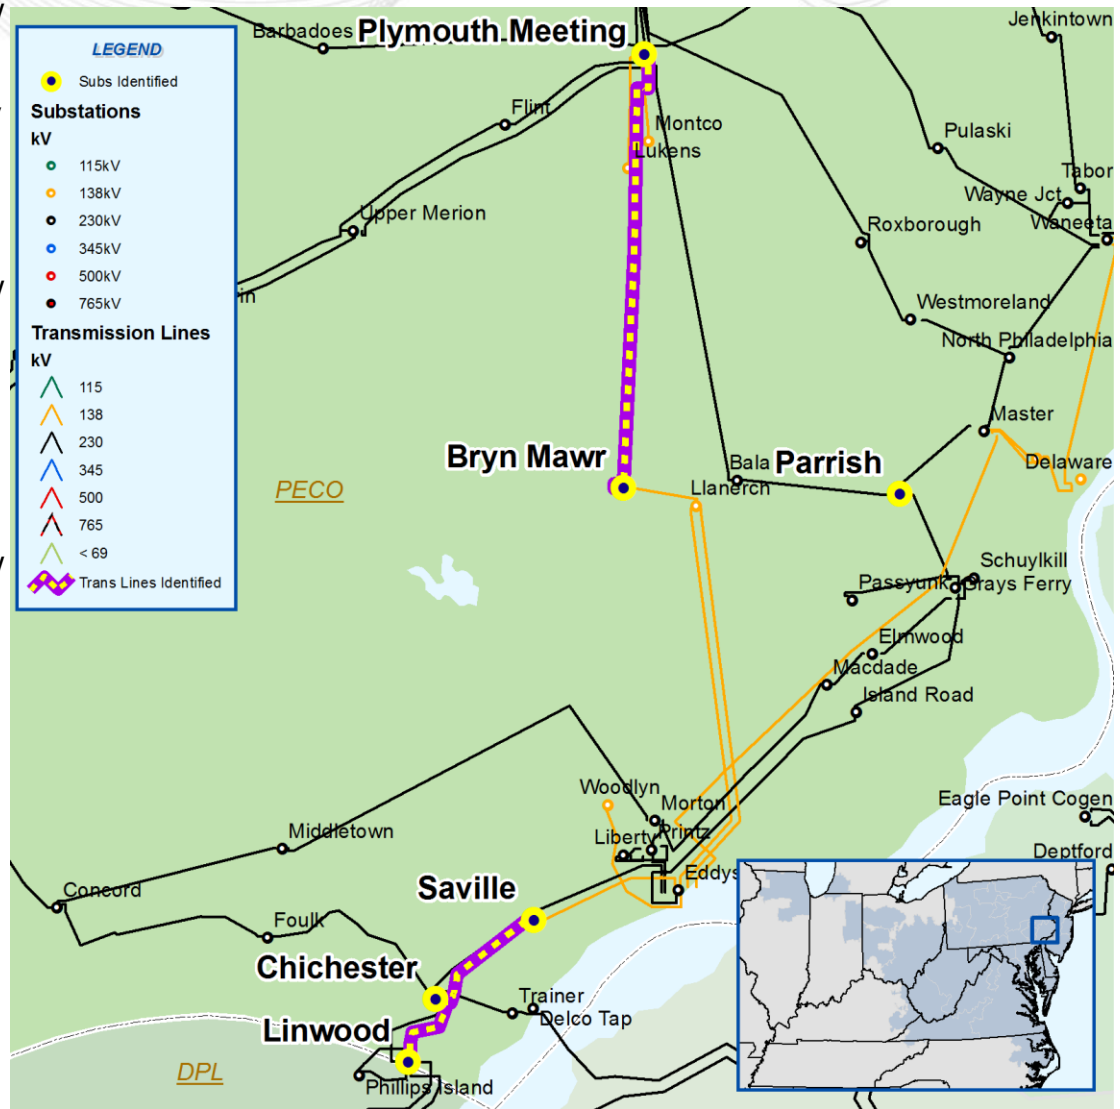 LEGEND
Subs Identified
Substations
kV
115kV
138kV
230kV
345kV
500kV
765kV
Transmission Lines
kV
115
138
230
345
500
765
< 69
Trans Lines Identified
Barbadoes
Plymouth Meeting
Jenkintown
Flint
Montco
Lukens
Pulaski
Tabor
Wayne Jct
Waneeta
Upper Merion
Roxborough
in
Westmoreland
North Philadelphia
Master
Bryn Mawr
Bala
Parrish
Delaware
Llanerch
PECO
Schuylkill
Passyunk
Grays Ferry
Elmwood
Macdade
Island Road
Woodlyn
Morton
Eagle Point Cogen
Middletown
Liberty
Printz
Deptford
Concord
Saville
Eddys
Foulk
Chichester
Trainer
Delco Tap
Linwood
DPL
Phillips Island